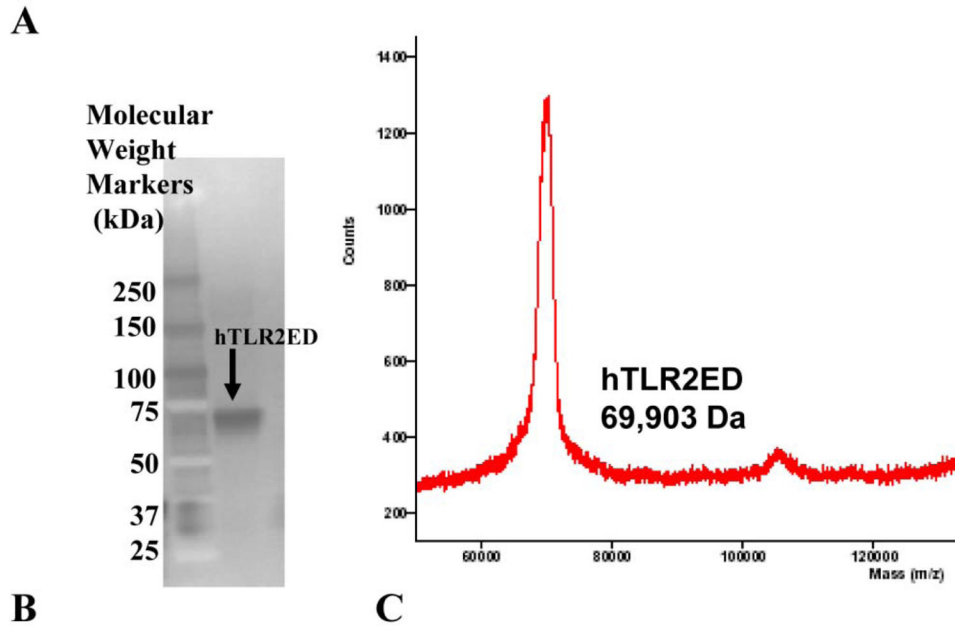 A
Molecular
Weight
Markers
(kDa)
250
150
100
75
50
37
25
hTLR2ED
B
1400
1200
1000
800
600
400
200
Counts
hTLR2ED
69,903 Da
60000
80000
100000
120000
Mass (m/z)
C